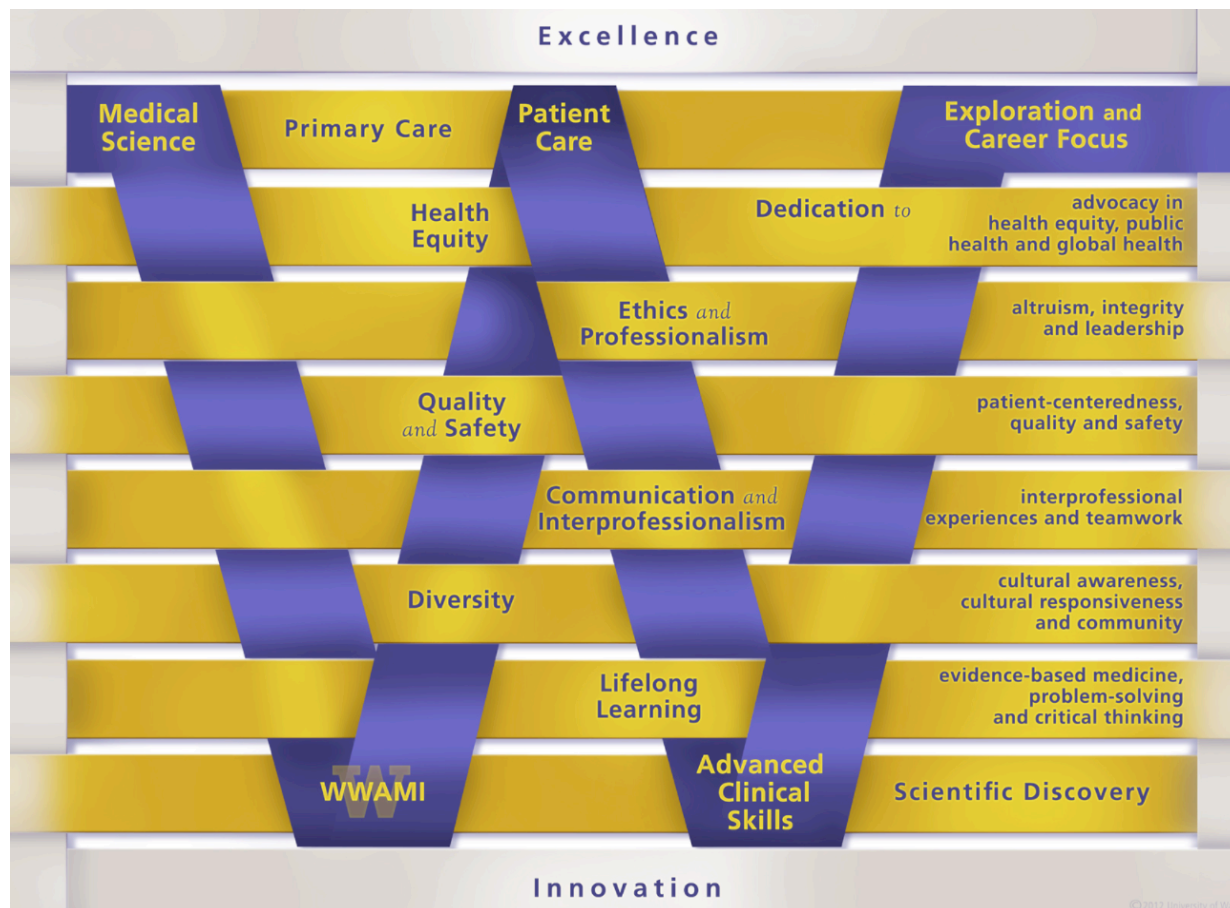 Excellence
Medical
Science
Primary Care
Patient
Care
Exploration and
Career Focus
Health
Equity
Dedication to
advocacy in
health equity, public
health and global health
Ethics and
Professionalism
altruism, integrity
and leadership
Quality
and Safety
patient-centeredness,
quality and safety
Communication and
Interprofessionalism
interprofessional
experiences and teamwork
Diversity
cultural awareness,
cultural responsiveness
and community
Lifelong
Learning
evidence-based medicine,
problem-solving
and critical thinking
W
WWAMI
Advanced
Clinical
Skills
Scientific Discovery
Innovation
©2012 University of W